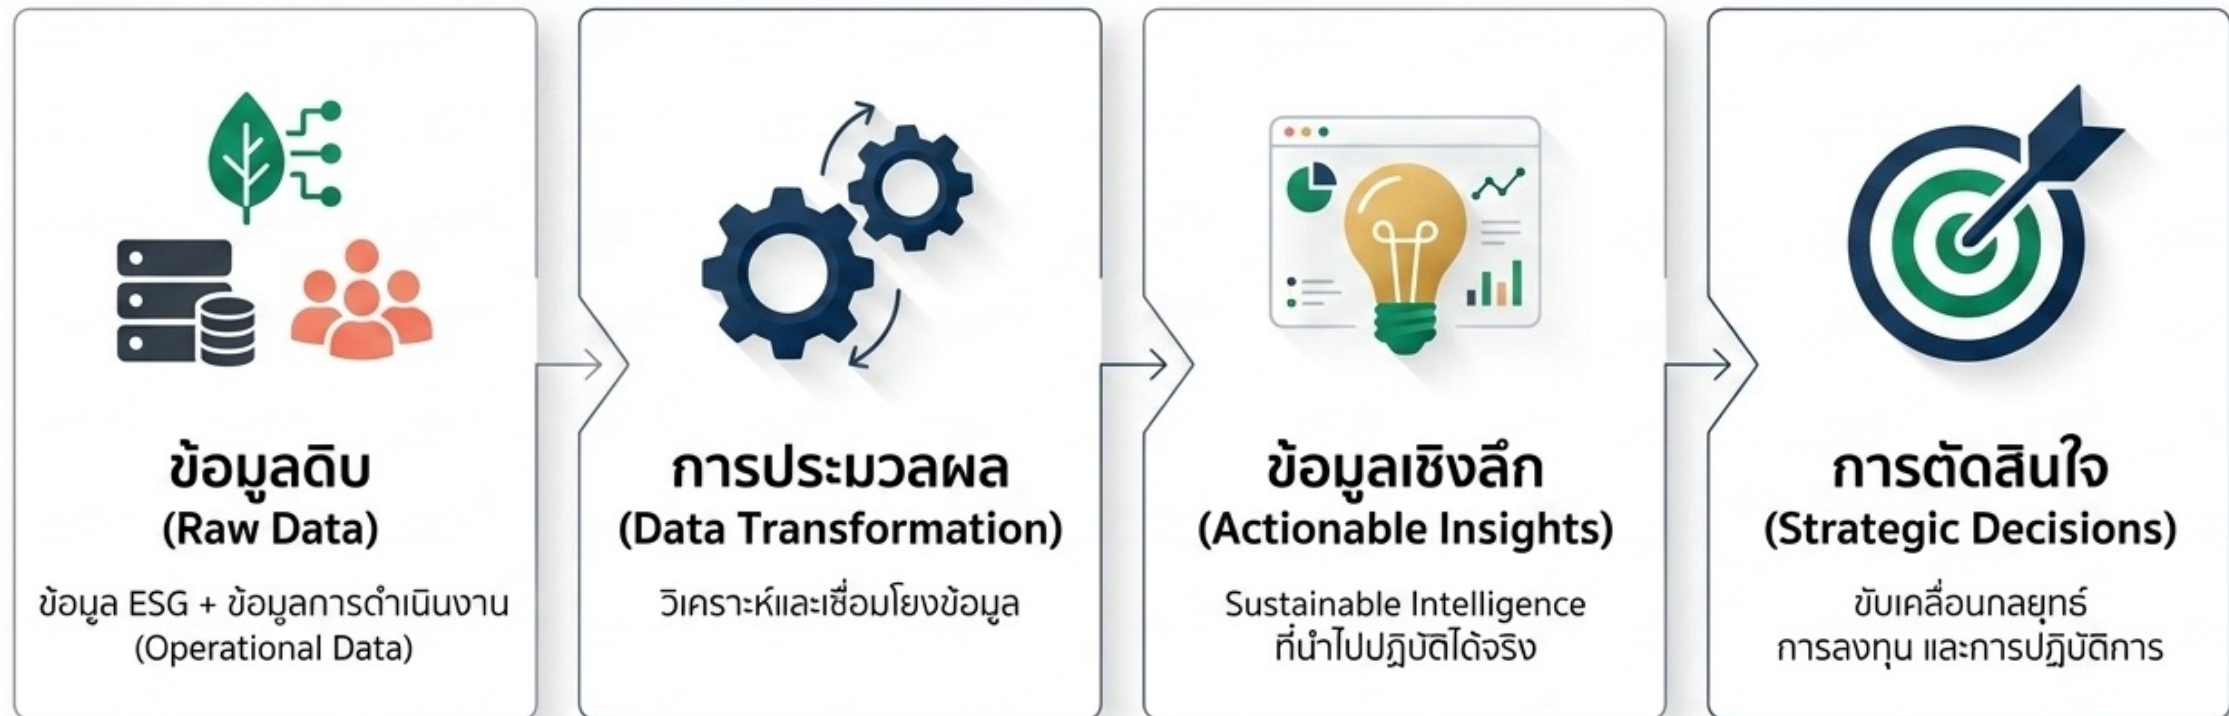 ข้อมูลดิบ
(Raw Data)
ข้อมูล ESG + ข้อมูลการดำเนินงาน
(Operational Data)
การประมวลผล
(Data Transformation)
วิเคราะห์และเชื่อมโยงข้อมูล
ข้อมูลเชิงลึก
(Actionable Insights)
Sustainable Intelligence
ที่นำไปปฏิบัติได้จริง
การตัดสินใจ
(Strategic Decisions)
ขับเคลื่อนกลยุทธ์
การลงทุน และการปฏิบัติการ